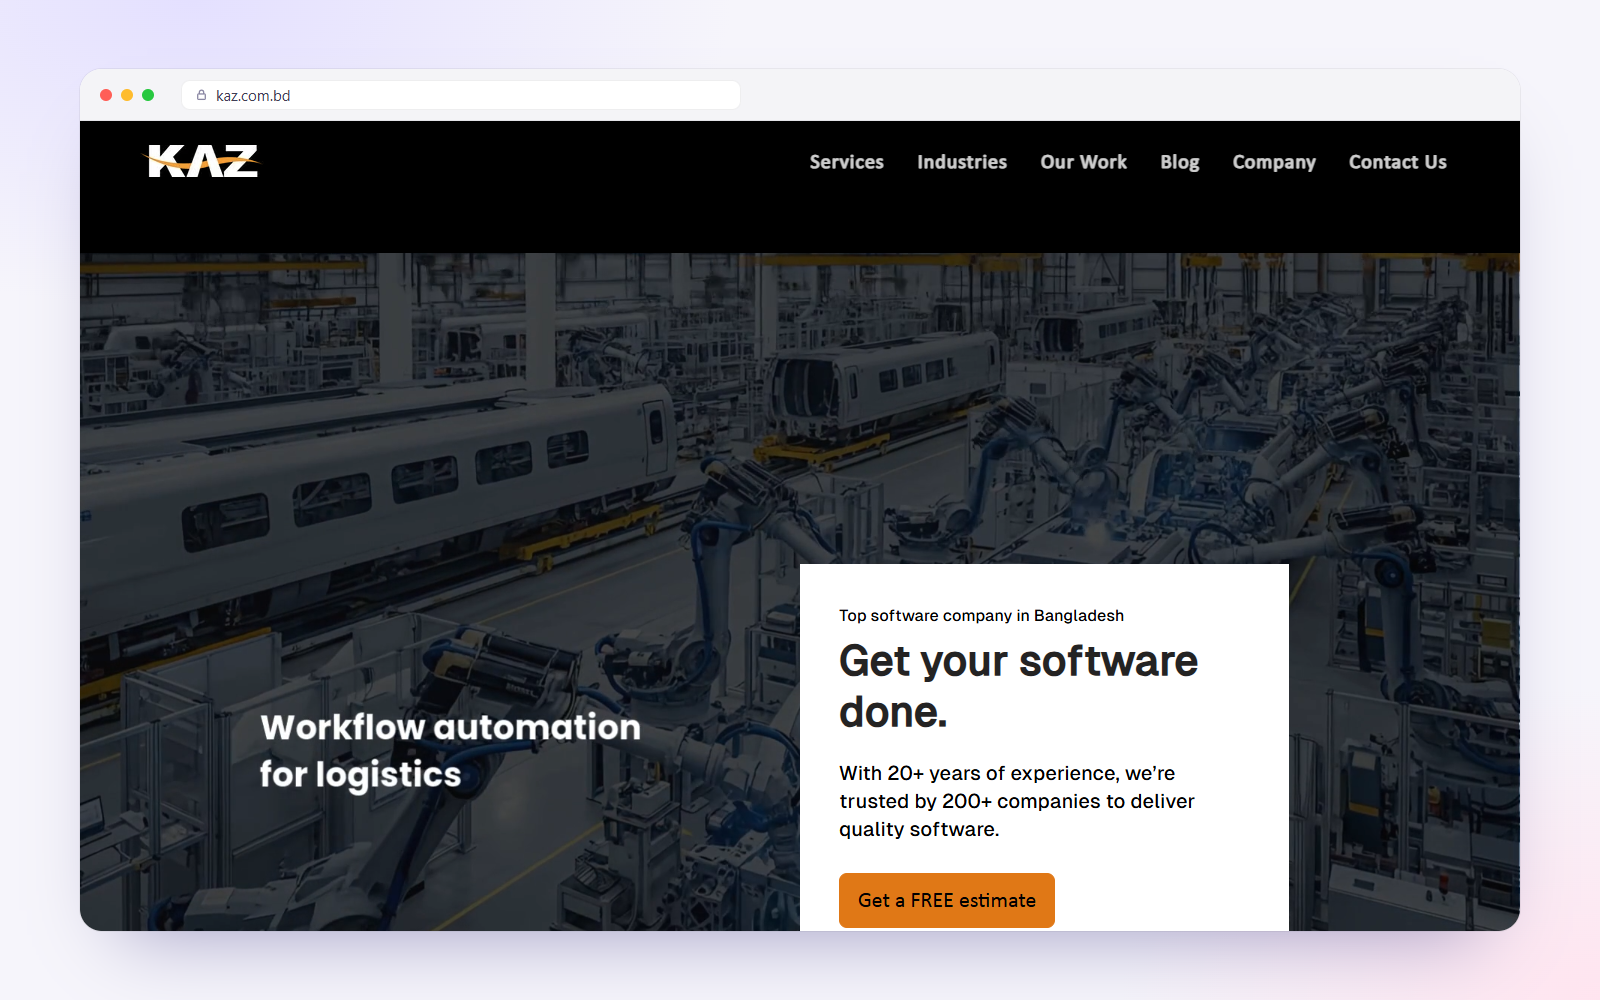 kaz.com.bd
KAZ
Services
Industries
Our Work
Blog
Company
Contact Us
Workflow automation
for logistics
Top software company in Bangladesh
Get your software
done.
With 20+ years of experience, we’re
trusted by 200+ companies to deliver
quality software.
Get a FREE estimate